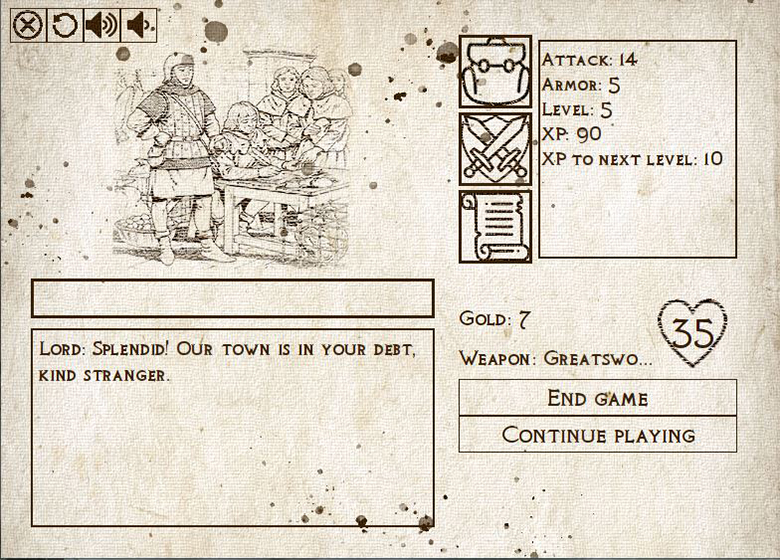 Attack: 14
Armor: 5
Level: 5
XP: 90
XP to next level: 10
Lord: Splendid! Our town is in your debt,
kind stranger.
Gold: 7
35
Weapon: Greatswo...
End game
Continue playing